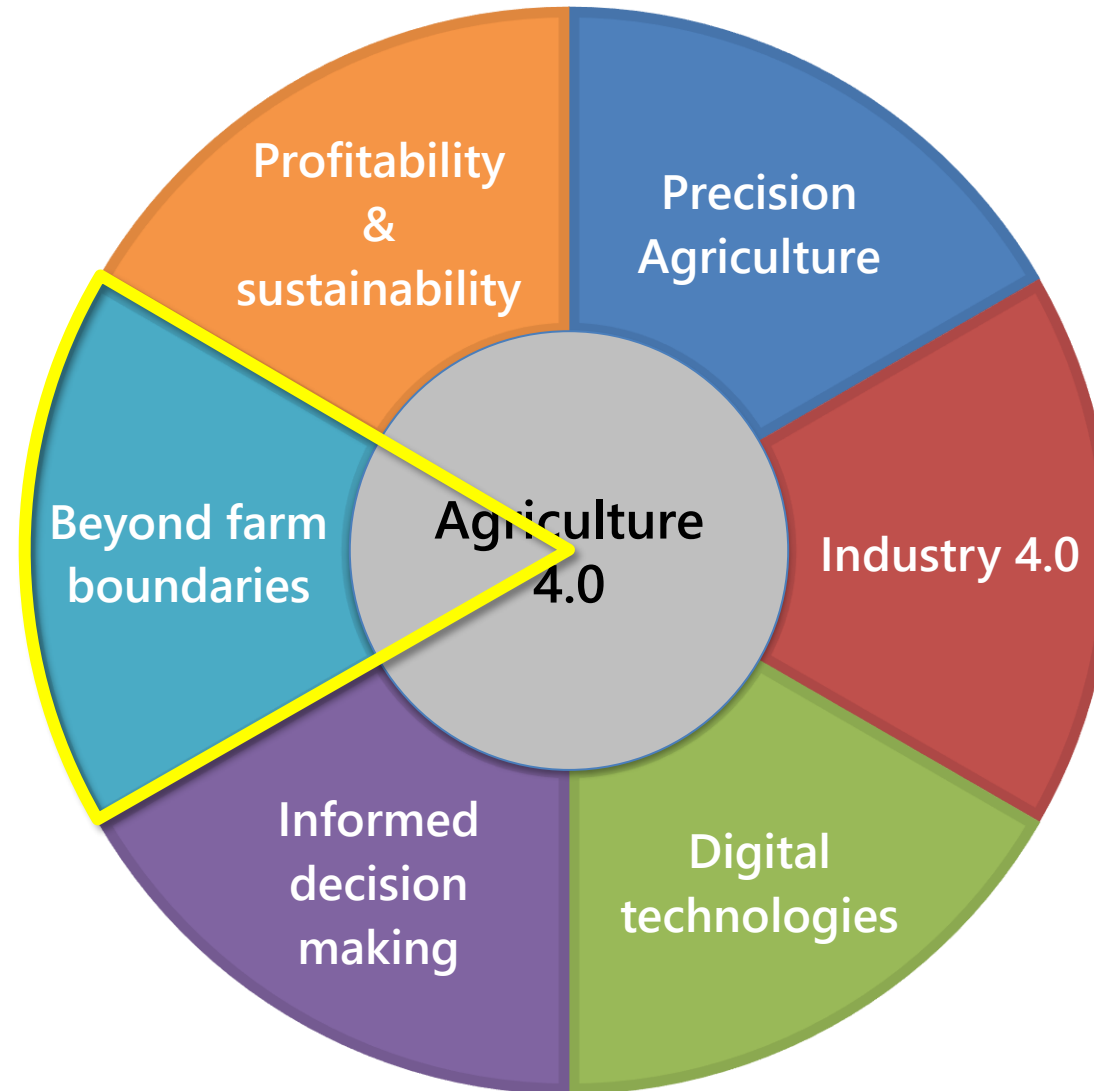 Profitability
&
sustainability
Precision
Agriculture
Beyond farm
boundaries
Agriculture
4.0
Industry 4.0
Informed
decision
making
Digital
technologies